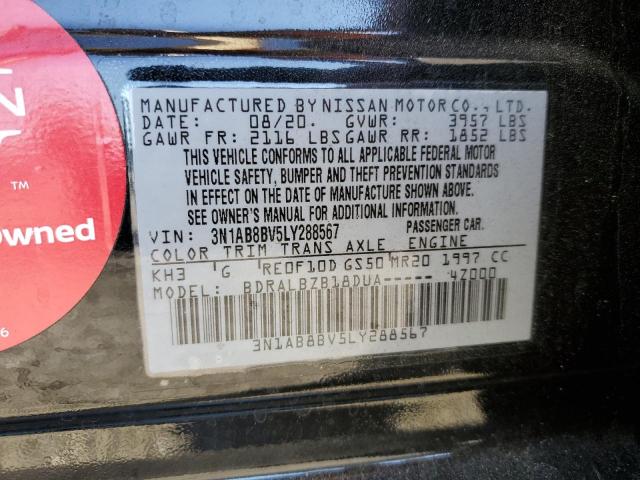 MANUFACTURED BY NISSAN MOTOR CO., LTD.
DATE: 08/20. GVWR: 3957 LBS
GAWR FR: 2116 LBS GAWR RR: 1852 LBS
THIS VEHICLE CONFORMS TO ALL APPLICABLE FEDERAL MOTOR
VEHICLE SAFETY, BUMPER AND THEFT PREVENTION STANDARDS
IN EFFECT ON THE DATE OF MANUFACTURE SHOWN ABOVE.
SEE OWNER'S MANUAL FOR ADDITIONAL INFORMATION.
VIN: 3N1AB8BV5LY288567 PASSENGER CAR.
COLOR TRIM TRANS AXLE ENGINE
KH3 G RE0F10D GS50 MR20 1997 CC
MODEL: BDRALBZB18DUA----- 4Z000
3N1AB8BV5LY288567
TM
Owned
6